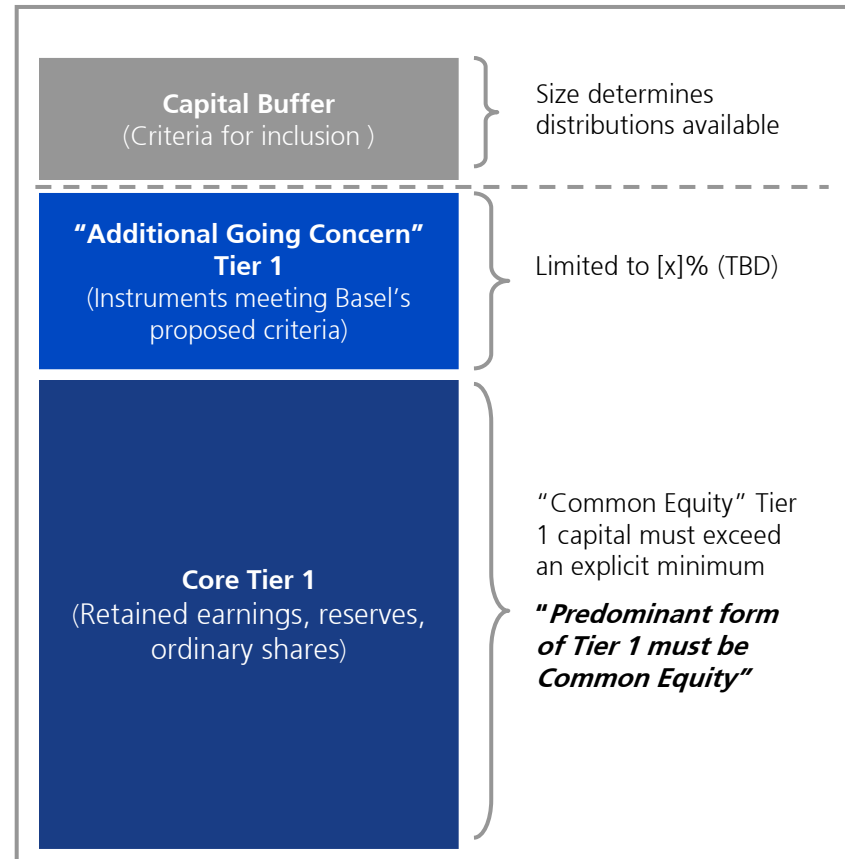 Capital Buffer
(Criteria for inclusion )
Size determines
distributions available
"Additional Going Concern"
Tier 1
(Instruments meeting Basel's
proposed criteria)
Limited to [x]% (TBD)
Core Tier 1
(Retained earnings, reserves,
ordinary shares)
"Common Equity" Tier
1 capital must exceed
an explicit minimum
"Predominant form
of Tier 1 must be
Common Equity"